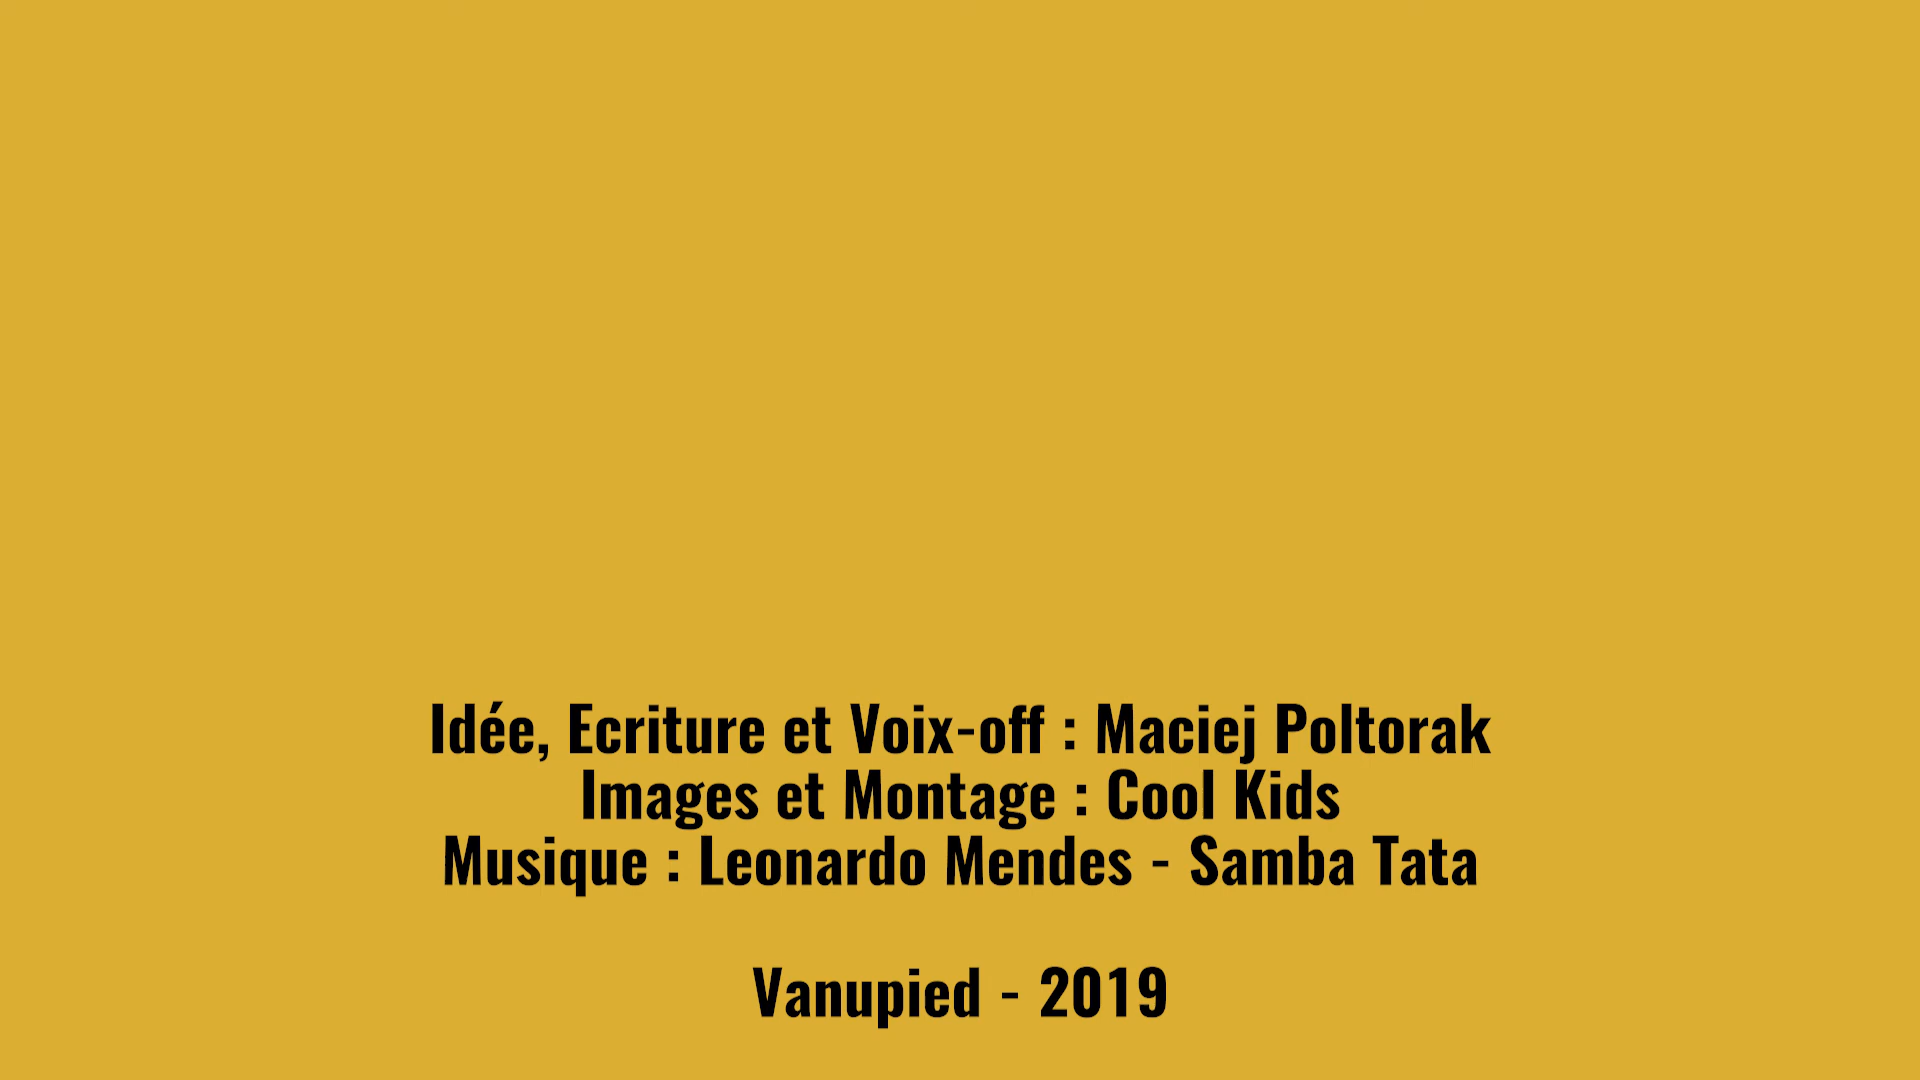 Idée, Ecriture et Voix-off : Maciej Poltorak
Images et Montage : Cool Kids
Musique : Leonardo Mendes - Samba Tata
Vanupied - 2019